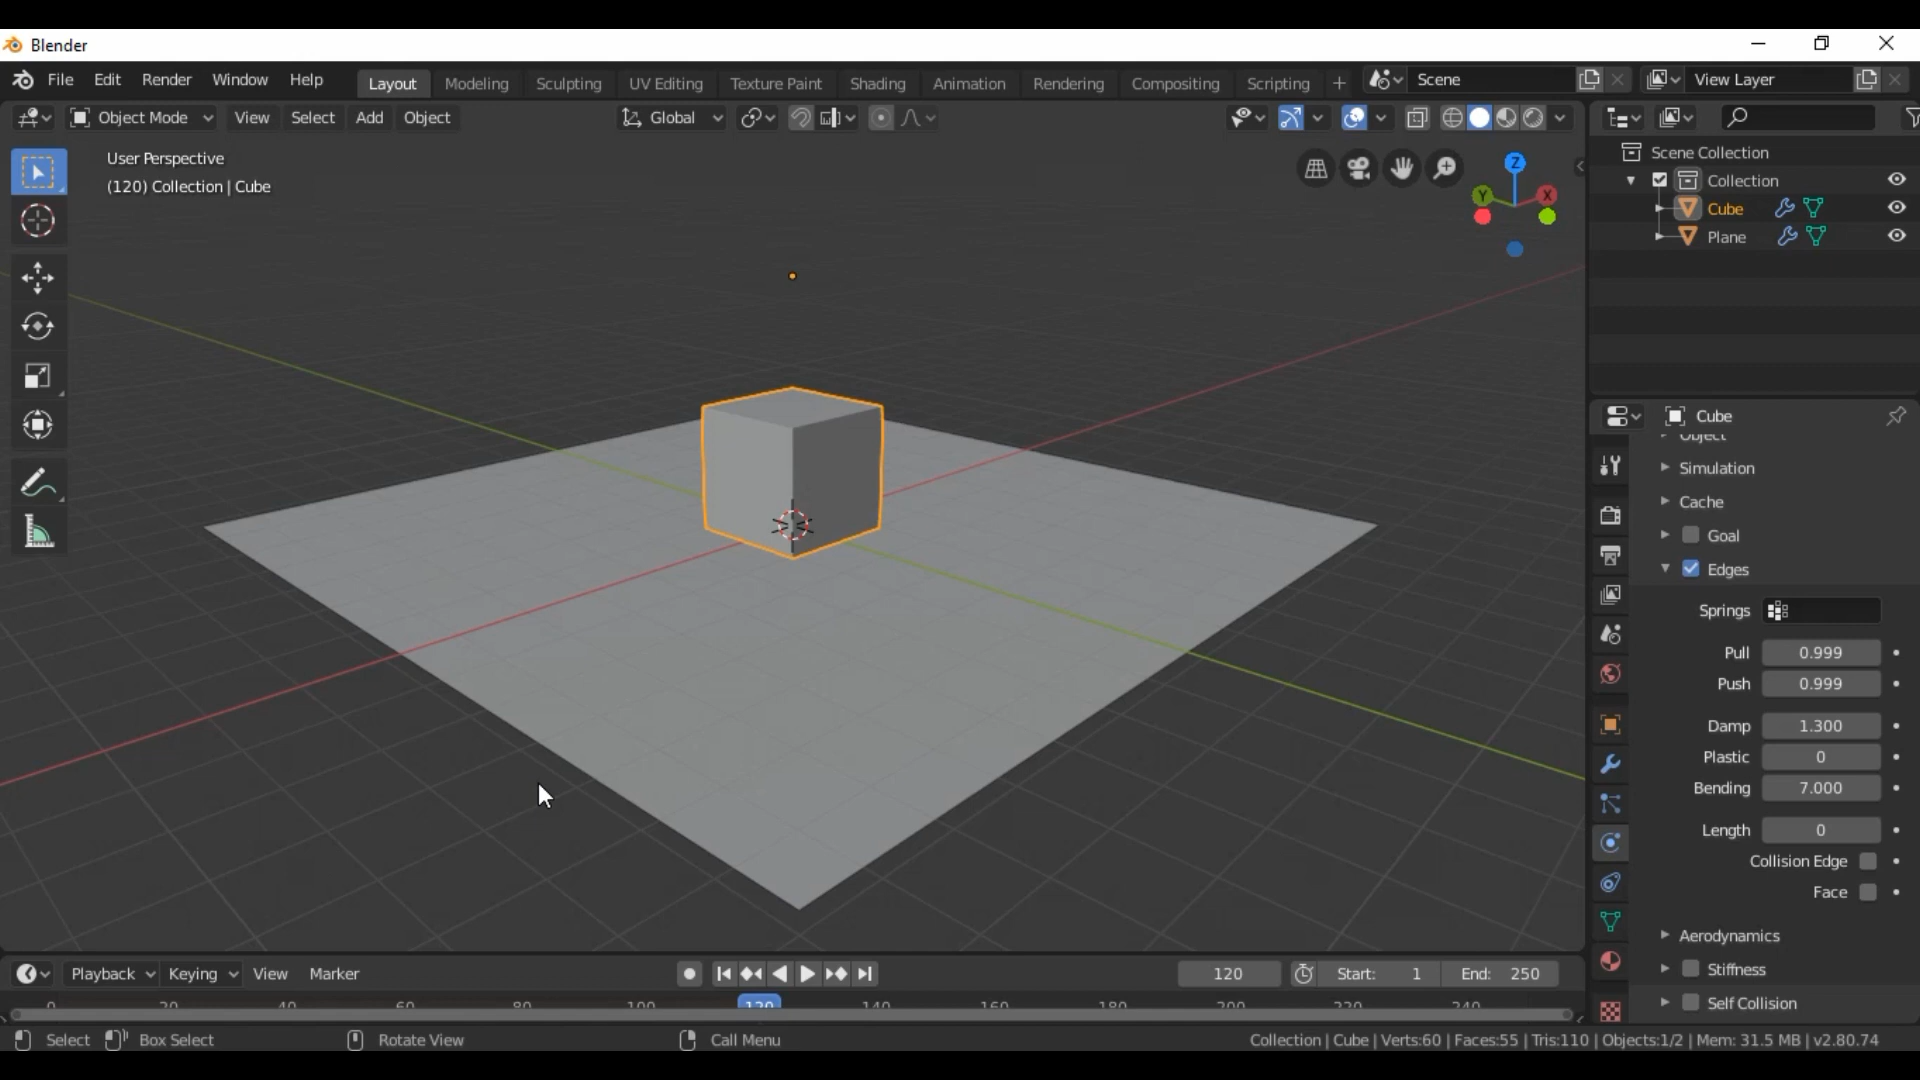 Blender
File Edit Render Window Help Layout Modeling Sculpting UV Editing Texture Paint Shading Animation Rendering Compositing Scripting + Scene View Layer
Object Mode View Select Add Object Global
User Perspective
(120) Collection | Cube
Z
Y X
Scene Collection
Collection
Cube
Plane
Cube
Object
Simulation
Cache
Goal
Edges
Springs
Pull 0.999
Push 0.999
Damp 1.300
Plastic 0
Bending 7.000
Length 0
Collision Edge
Face
Aerodynamics
Stiffness
Self Collision
Playback Keying View Marker 120 Start: 1 End: 250
0 20 40 60 80 100 120 140 160 180 200 220 240
Select Box Select Rotate View Call Menu Collection | Cube | Verts:60 | Faces:55 | Tris:110 | Objects:1/2 | Mem: 31.5 MB | v2.80.74